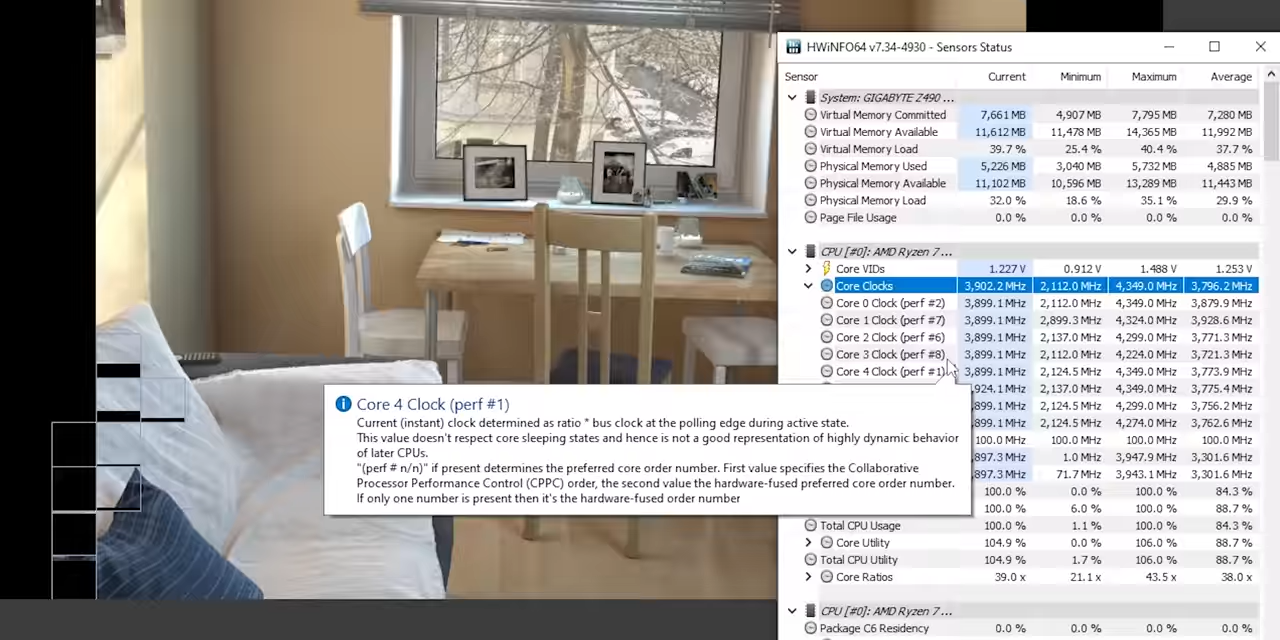 HWiNFO64 v7.34-4930 - Sensors Status
Sensor Current Minimum Maximum Average
System: GIGABYTE Z490 ...
Virtual Memory Committed 7,661 MB 4,907 MB 7,795 MB 7,280 MB
Virtual Memory Available 11,612 MB 11,478 MB 14,365 MB 11,992 MB
Virtual Memory Load 39.7 % 25.4 % 40.4 % 37.7 %
Physical Memory Used 5,226 MB 3,040 MB 5,732 MB 4,885 MB
Physical Memory Available 11,102 MB 10,596 MB 13,289 MB 11,443 MB
Physical Memory Load 32.0 % 18.6 % 35.1 % 29.9 %
Page File Usage 0.0 % 0.0 % 0.0 % 0.0 %
CPU [#0]: AMD Ryzen 7 ...
Core VIDs 1.227 V 0.912 V 1.488 V 1.253 V
Core Clocks 3,902.2 MHz 2,112.0 MHz 4,349.0 MHz 3,796.2 MHz
Core 0 Clock (perf #2) 3,899.1 MHz 2,112.0 MHz 4,349.0 MHz 3,879.9 MHz
Core 1 Clock (perf #7) 3,899.1 MHz 2,899.3 MHz 4,324.0 MHz 3,928.6 MHz
Core 2 Clock (perf #6) 3,899.1 MHz 2,137.0 MHz 4,299.0 MHz 3,771.3 MHz
Core 3 Clock (perf #8) 3,899.1 MHz 2,112.0 MHz 4,224.0 MHz 3,721.3 MHz
Core 4 Clock (perf #1) 3,899.1 MHz 2,124.5 MHz 4,349.0 MHz 3,773.9 MHz
924.1 MHz 2,137.0 MHz 4,349.0 MHz 3,775.4 MHz
899.1 MHz 2,124.5 MHz 4,299.0 MHz 3,756.2 MHz
899.1 MHz 2,124.5 MHz 4,274.0 MHz 3,762.6 MHz
100.0 MHz 100.0 MHz 100.0 MHz 100.0 MHz
897.3 MHz 1.0 MHz 3,947.9 MHz 3,301.6 MHz
897.3 MHz 71.7 MHz 3,943.1 MHz 3,301.6 MHz
100.0 % 0.0 % 100.0 % 84.3 %
100.0 % 6.0 % 100.0 % 88.7 %
Core 4 Clock (perf #1)
Current (instant) clock determined as ratio * bus clock at the polling edge during active state.
This value doesn't respect core sleeping states and hence is not a good representation of highly dynamic behavior
of later CPUs.
"(perf # n/n)" if present determines the preferred core order number. First value specifies the Collaborative
Processor Performance Control (CPPC) order, the second value the hardware-fused preferred core order number.
If only one number is present then it's the hardware-fused order number
Total CPU Usage 100.0 % 1.1 % 100.0 % 84.3 %
Core Utility 104.9 % 0.0 % 106.0 % 88.7 %
Total CPU Utility 104.9 % 1.7 % 106.0 % 88.7 %
Core Ratios 39.0 x 21.1 x 43.5 x 38.0 x
CPU [#0]: AMD Ryzen 7 ...
Package C6 Residency 0.0 % 0.0 % 0.0 % 0.0 %